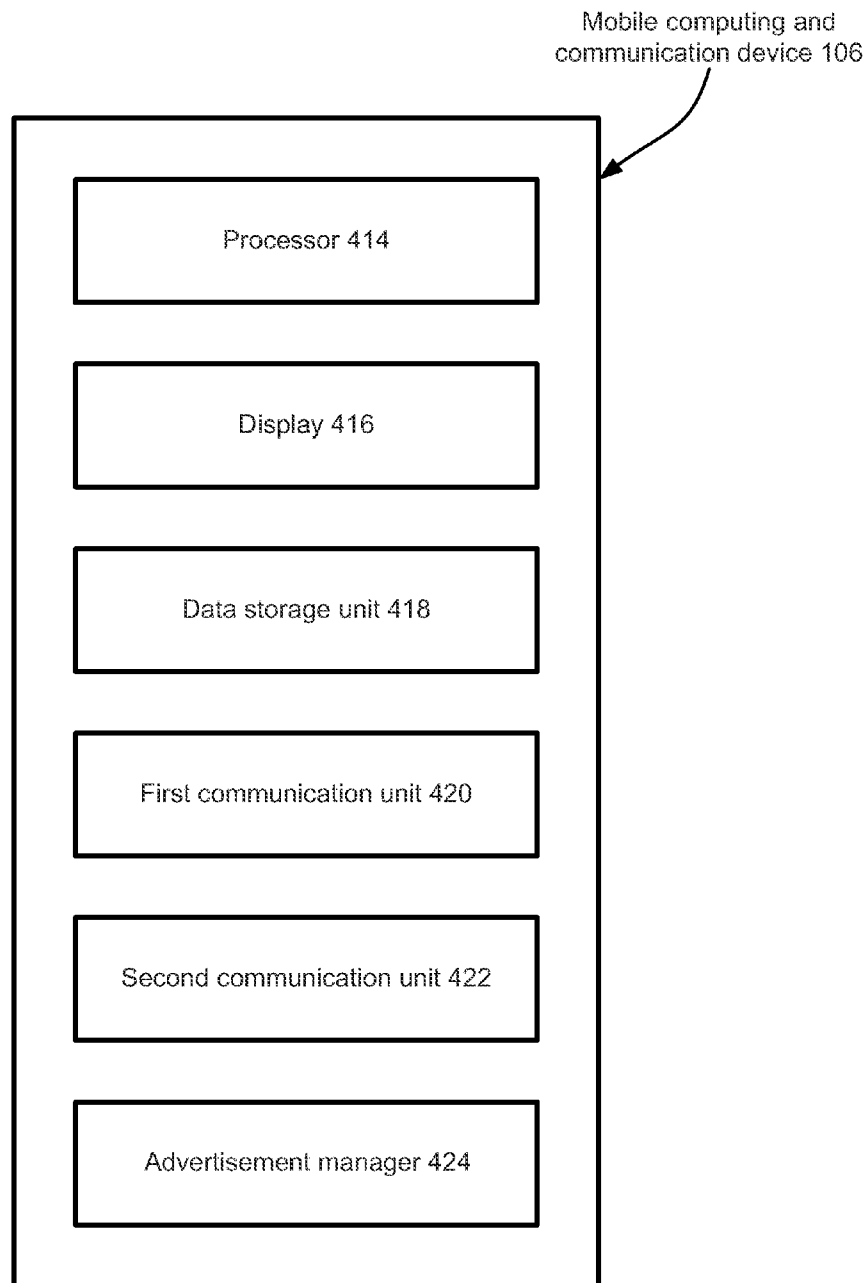 Mobile computing and
communication device 106
Processor 414
Display 416
Data storage unit 418
First communication unit 420
Second communication unit 422
Advertisement manager 424